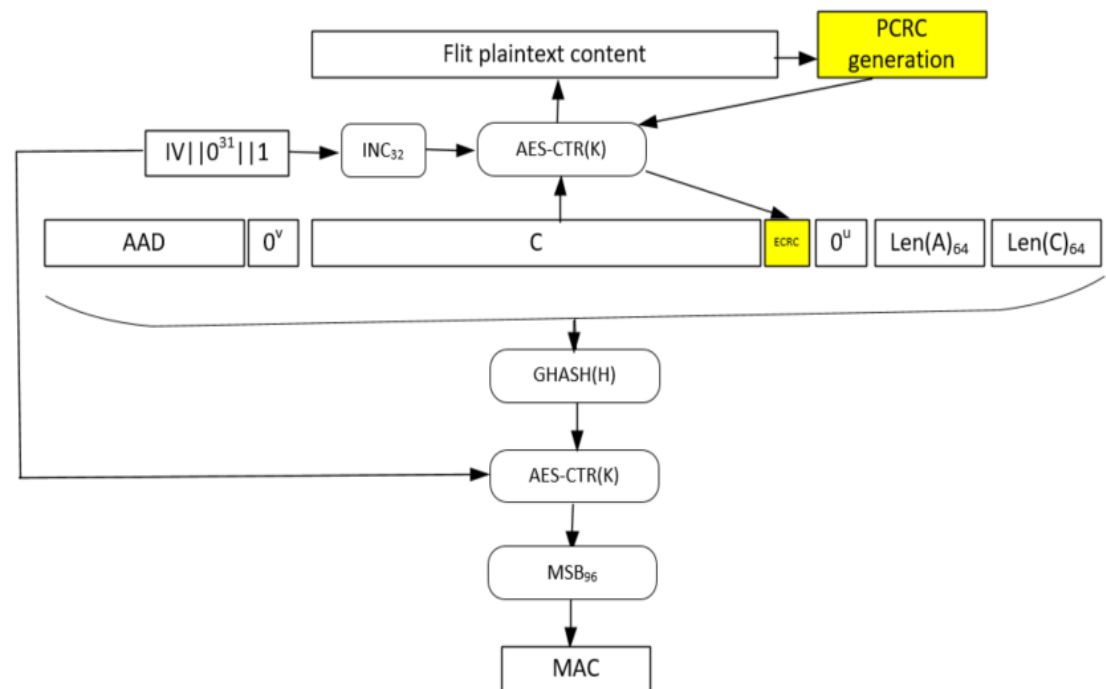 Flit plaintext content
PCRC
generation
IV||0³¹||1
INC₃₂
AES-CTR(K)
AAD
0ᵛ
C
ECRC
0ᵘ
Len(A)₆₄
Len(C)₆₄
GHASH(H)
AES-CTR(K)
MSB₉₆
MAC